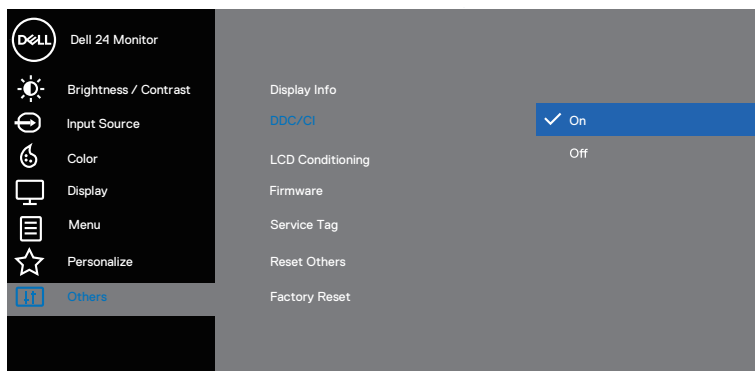 DELL
Dell 24 Monitor
Brightness / Contrast
Input Source
Color
Display
Menu
Personalize
Others
Display Info
DDC/CI
LCD Conditioning
Firmware
Service Tag
Reset Others
Factory Reset
On
Off